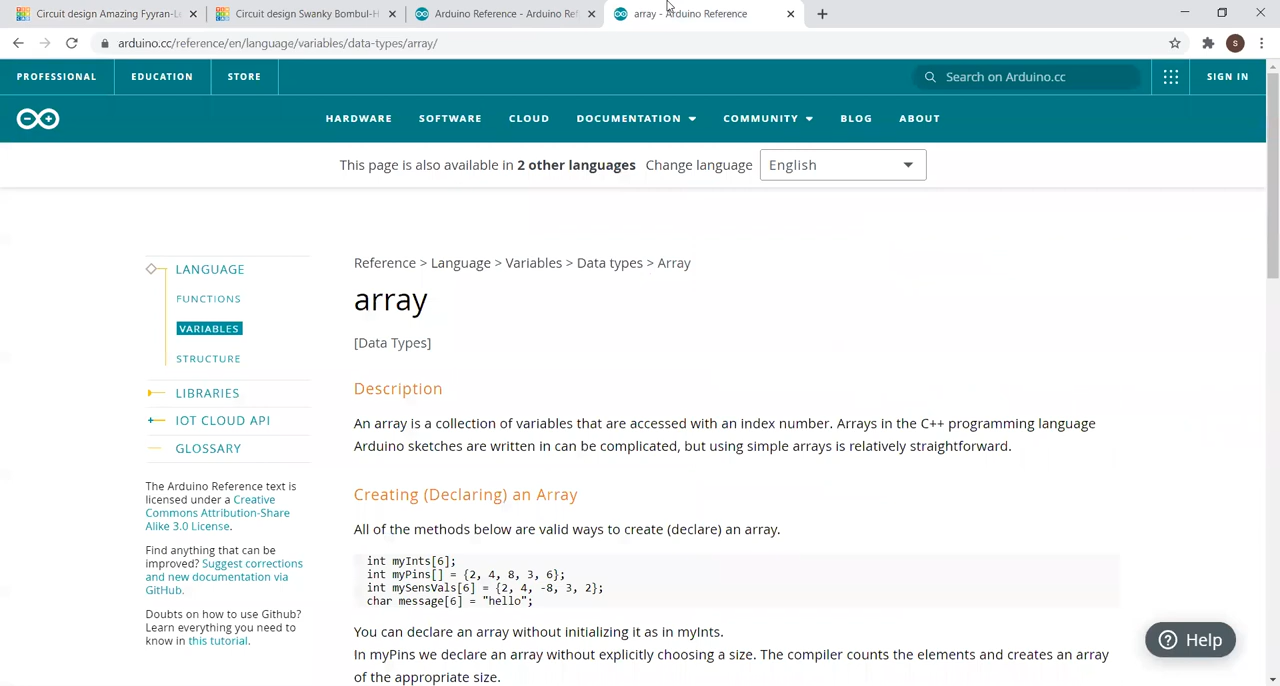 Circuit design Amazing Fyyran-Le
Circuit design Swanky Bombul-H
Arduino Reference - Arduino Ref
array - Arduino Reference
arduino.cc/reference/en/language/variables/data-types/array/
S
PROFESSIONAL EDUCATION STORE
Search on Arduino.cc
SIGN IN
HARDWARE SOFTWARE CLOUD DOCUMENTATION COMMUNITY BLOG ABOUT
This page is also available in 2 other languages Change language English
LANGUAGE
FUNCTIONS
VARIABLES
STRUCTURE
LIBRARIES
IOT CLOUD API
GLOSSARY
The Arduino Reference text is
licensed under a Creative
Commons Attribution-Share
Alike 3.0 License.
Find anything that can be
improved? Suggest corrections
and new documentation via
GitHub.
Doubts on how to use Github?
Learn everything you need to
know in this tutorial.
Reference > Language > Variables > Data types > Array
array
[Data Types]
Description
An array is a collection of variables that are accessed with an index number. Arrays in the C++ programming language
Arduino sketches are written in can be complicated, but using simple arrays is relatively straightforward.
Creating (Declaring) an Array
All of the methods below are valid ways to create (declare) an array.
int myInts[6];
int myPins[] = {2, 4, 8, 3, 6};
int mySensVals[6] = {2, 4, -8, 3, 2};
char message[6] = "hello";
You can declare an array without initializing it as in myInts.
In myPins we declare an array without explicitly choosing a size. The compiler counts the elements and creates an array
of the appropriate size.
Help